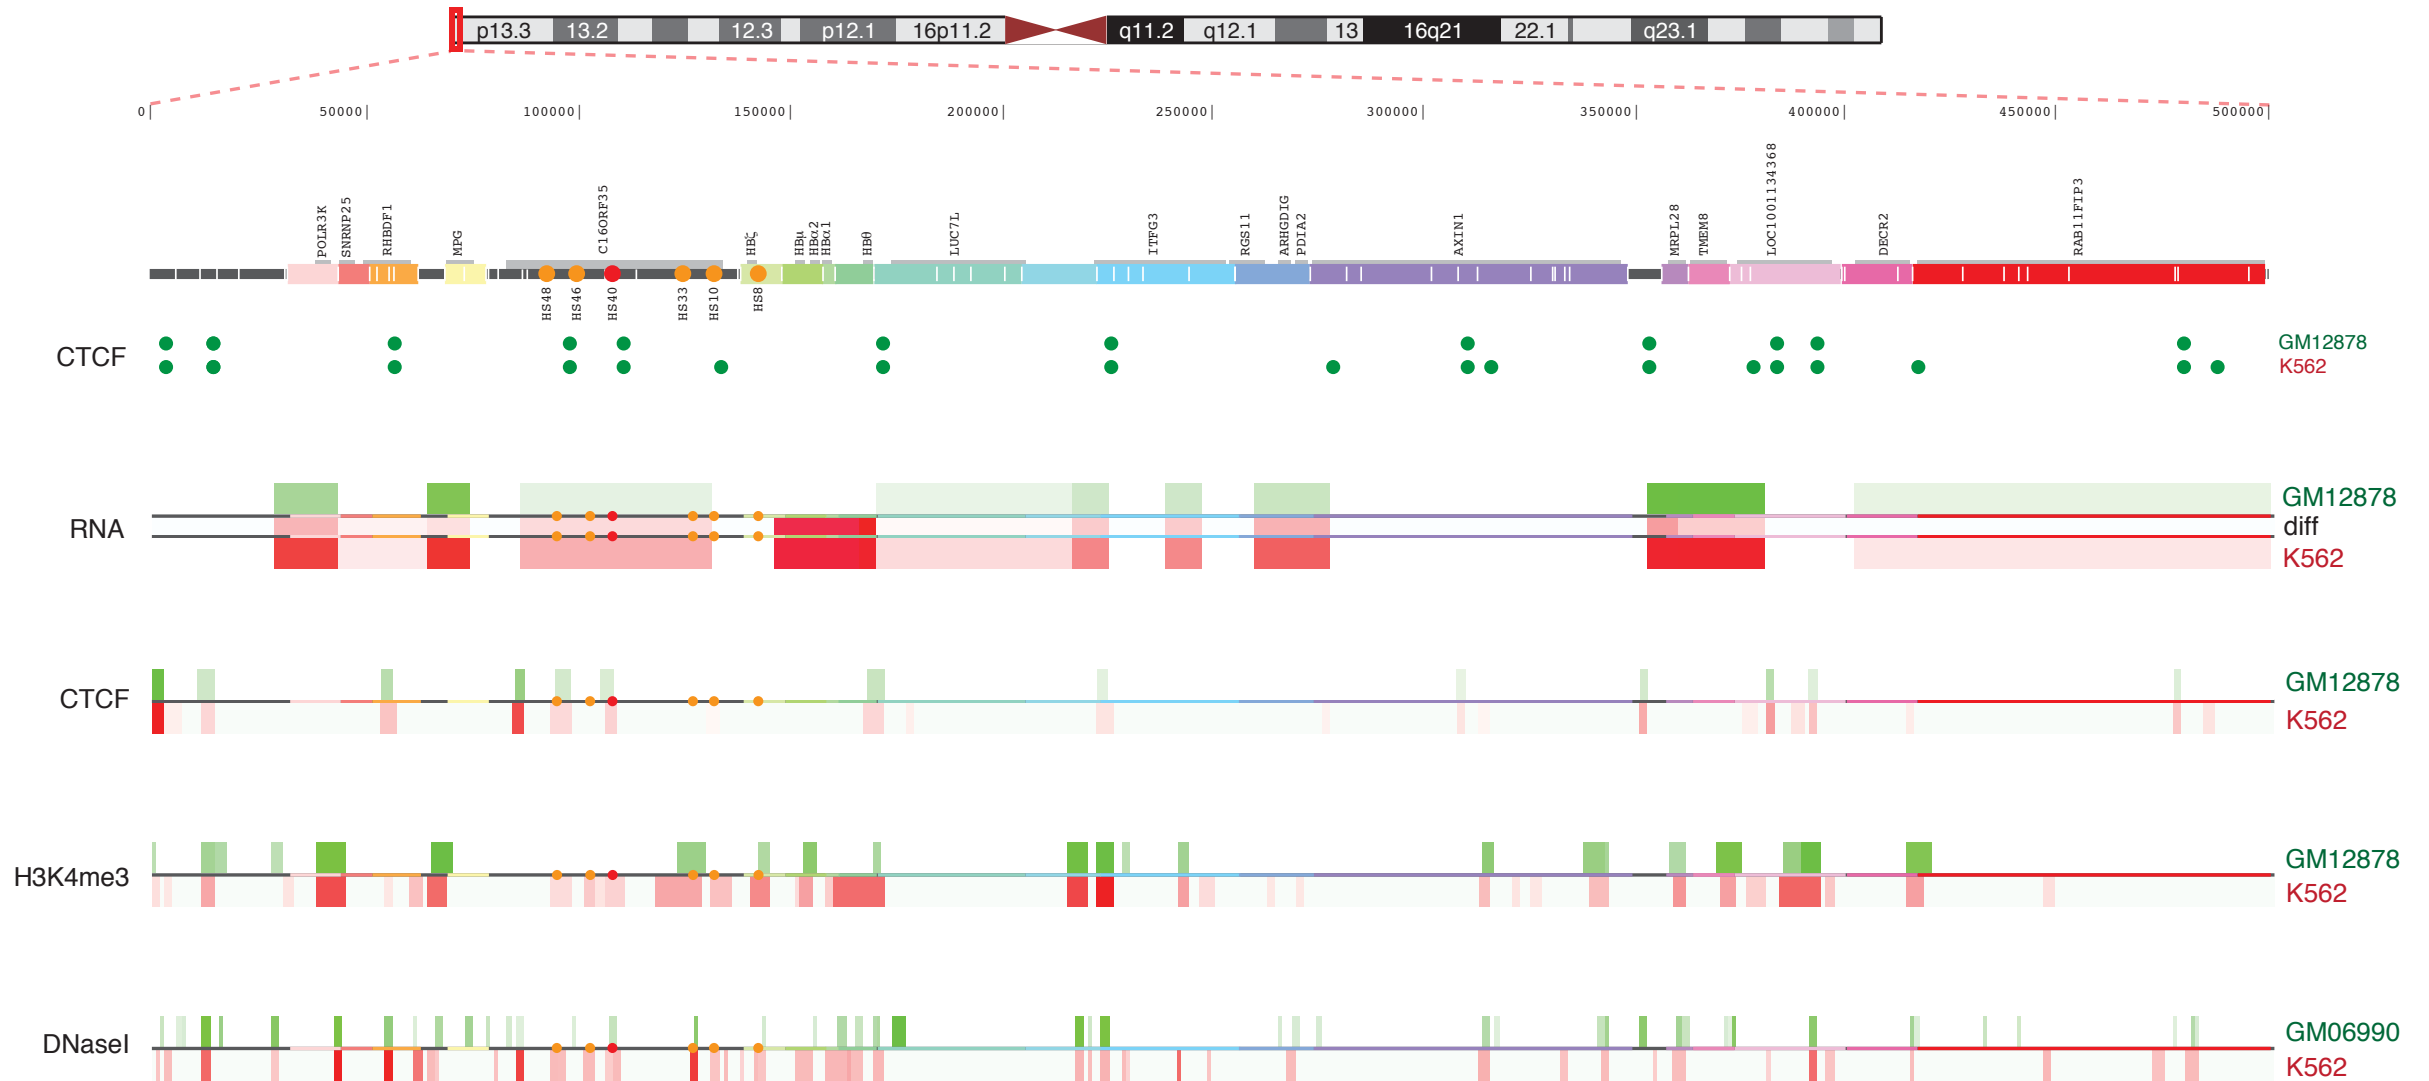 p13.3 13.2 12.3 p12.1 16p11.2 q11.2 q12.1 13 16q21 22.1 q23.1
0 50000 100000 150000 200000 250000 300000 350000 400000 450000 500000
POLR3K SNRNP25 RHBDF1 MPG C16ORF35 HBζ HBμ HBα2 HBα1 HBθ LUC7L ITFG3 RGS11 ARHGDIG PDIA2 AXIN1 MRPL28 TMEM8 LOC100134368 DECR2 RAB11FIP3
HS48 HS46 HS40 HS33 HS10 HS8
CTCF
GM12878
K562
RNA
GM12878
diff
K562
CTCF
GM12878
K562
H3K4me3
GM12878
K562
DNaseI
GM06990
K562